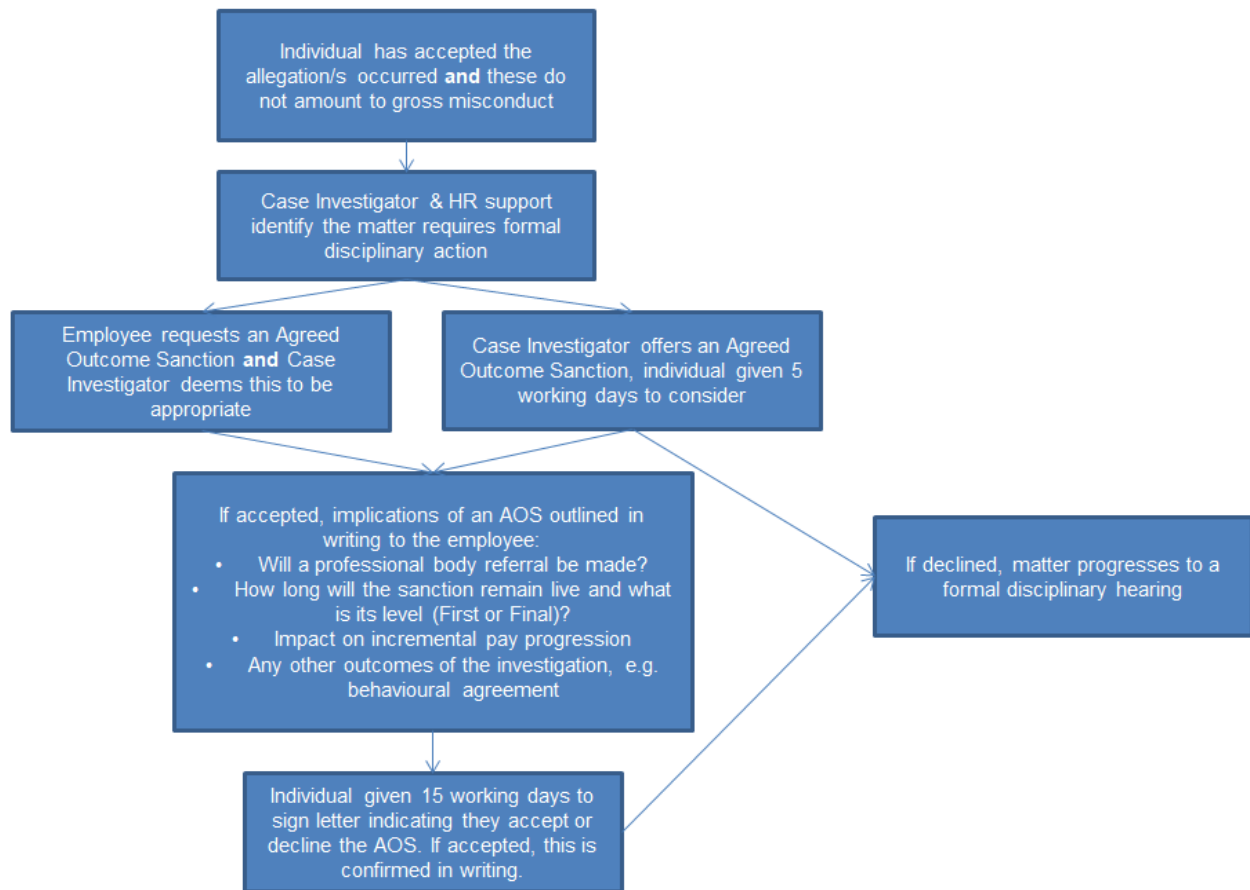 Individual has accepted the
allegation/s occurred and these do
not amount to gross misconduct
Case Investigator & HR support
identify the matter requires formal
disciplinary action
Employee requests an Agreed
Outcome Sanction and Case
Investigator deems this to be
appropriate
Case Investigator offers an Agreed
Outcome Sanction, individual given 5
working days to consider
If accepted, implications of an AOS outlined in
writing to the employee:
• Will a professional body referral be made?
• How long will the sanction remain live and what
is its level (First or Final)?
• Impact on incremental pay progression
• Any other outcomes of the investigation, e.g.
behavioural agreement
If declined, matter progresses to a
formal disciplinary hearing
Individual given 15 working days to
sign letter indicating they accept or
decline the AOS. If accepted, this is
confirmed in writing.